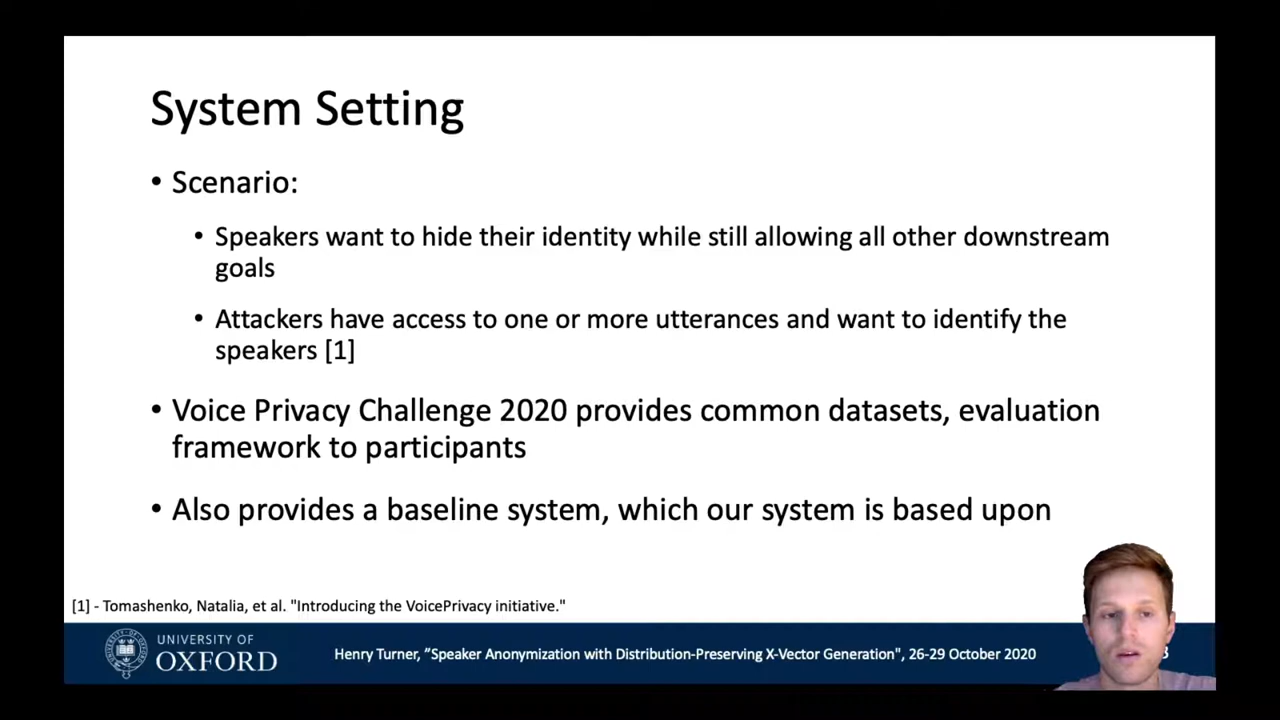 System Setting
• Scenario:
• Speakers want to hide their identity while still allowing all other downstream
goals
• Attackers have access to one or more utterances and want to identify the
speakers [1]
• Voice Privacy Challenge 2020 provides common datasets, evaluation
framework to participants
• Also provides a baseline system, which our system is based upon
[1] - Tomashenko, Natalia, et al. "Introducing the VoicePrivacy initiative."
UNIVERSITY OF
OXFORD
Henry Turner, ”Speaker Anonymization with Distribution-Preserving X-Vector Generation", 26-29 October 2020